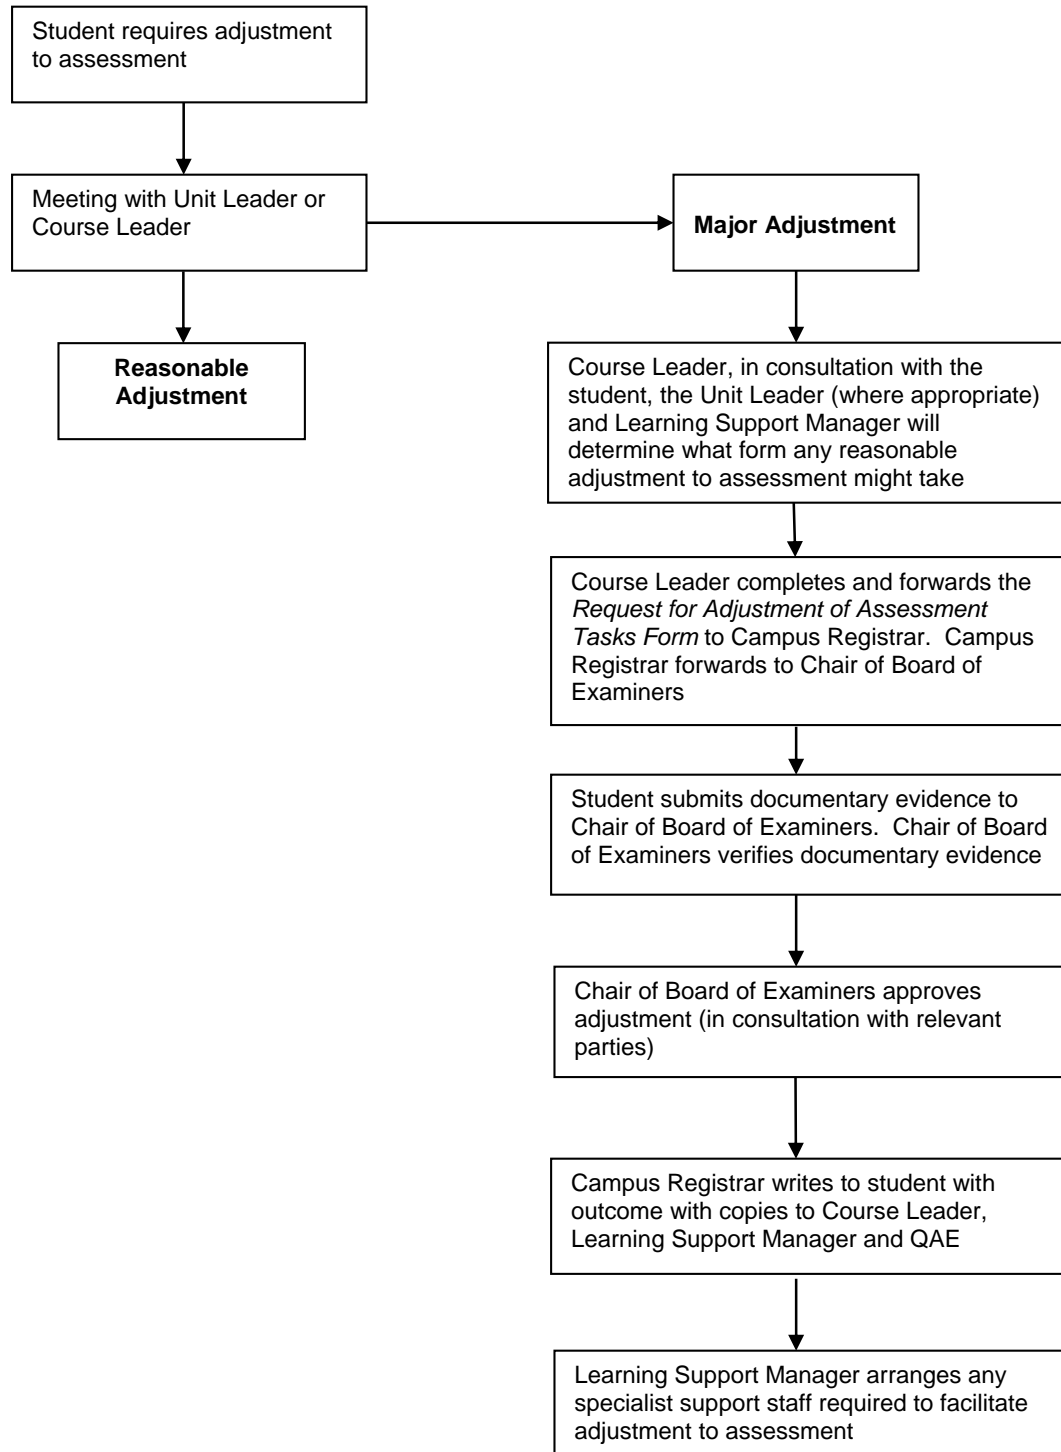 Student requires adjustment
to assessment
Meeting with Unit Leader or
Course Leader
Major Adjustment
Reasonable
Adjustment
Course Leader, in consultation with the
student, the Unit Leader (where appropriate)
and Learning Support Manager will
determine what form any reasonable
adjustment to assessment might take
Course Leader completes and forwards the
Request for Adjustment of Assessment
Tasks Form to Campus Registrar.  Campus
Registrar forwards to Chair of Board of
Examiners
Student submits documentary evidence to
Chair of Board of Examiners.  Chair of Board
of Examiners verifies documentary evidence
Chair of Board of Examiners approves
adjustment (in consultation with relevant
parties)
Campus Registrar writes to student with
outcome with copies to Course Leader,
Learning Support Manager and QAE
Learning Support Manager arranges any
specialist support staff required to facilitate
adjustment to assessment